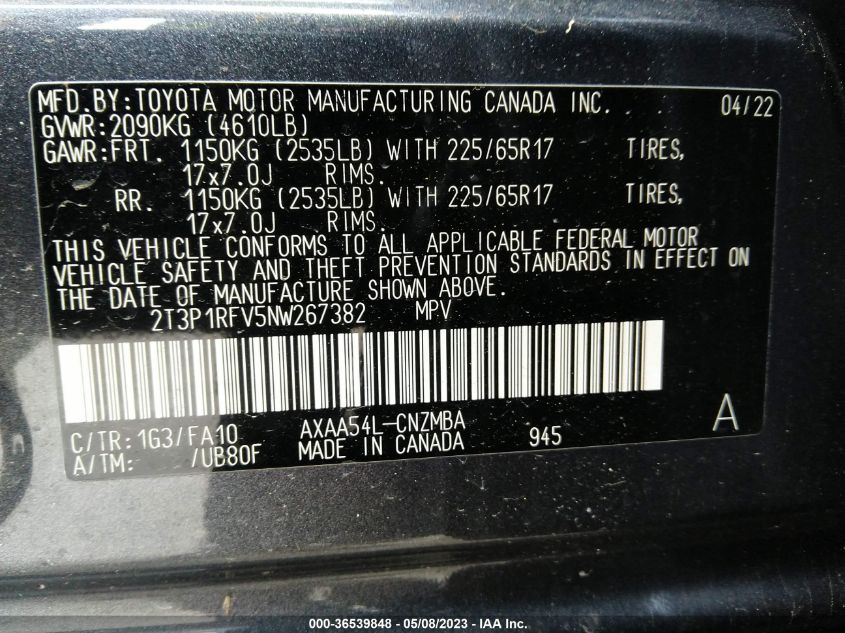 MFD.BY:TOYOTA MOTOR MANUFACTURING CANADA INC. 04/22
GVWR:2090KG (4610LB)
GAWR:FRT. 1150KG (2535LB) WITH 225/65R17 TIRES,
17x7.0J RIMS.
RR. 1150KG (2535LB) WITH 225/65R17 TIRES,
17x7.0J RIMS.
THIS VEHICLE CONFORMS TO ALL APPLICABLE FEDERAL MOTOR
VEHICLE SAFETY AND THEFT PREVENTION STANDARDS IN EFFECT ON
THE DATE OF MANUFACTURE SHOWN ABOVE.
2T3P1RFV5NW267382 MPV
C/TR:1G3/FA10 AXAA54L-CNZMBA A
A/TM: /UB80F MADE IN CANADA 945
000-36539848 - 05/08/2023 - IAA Inc.